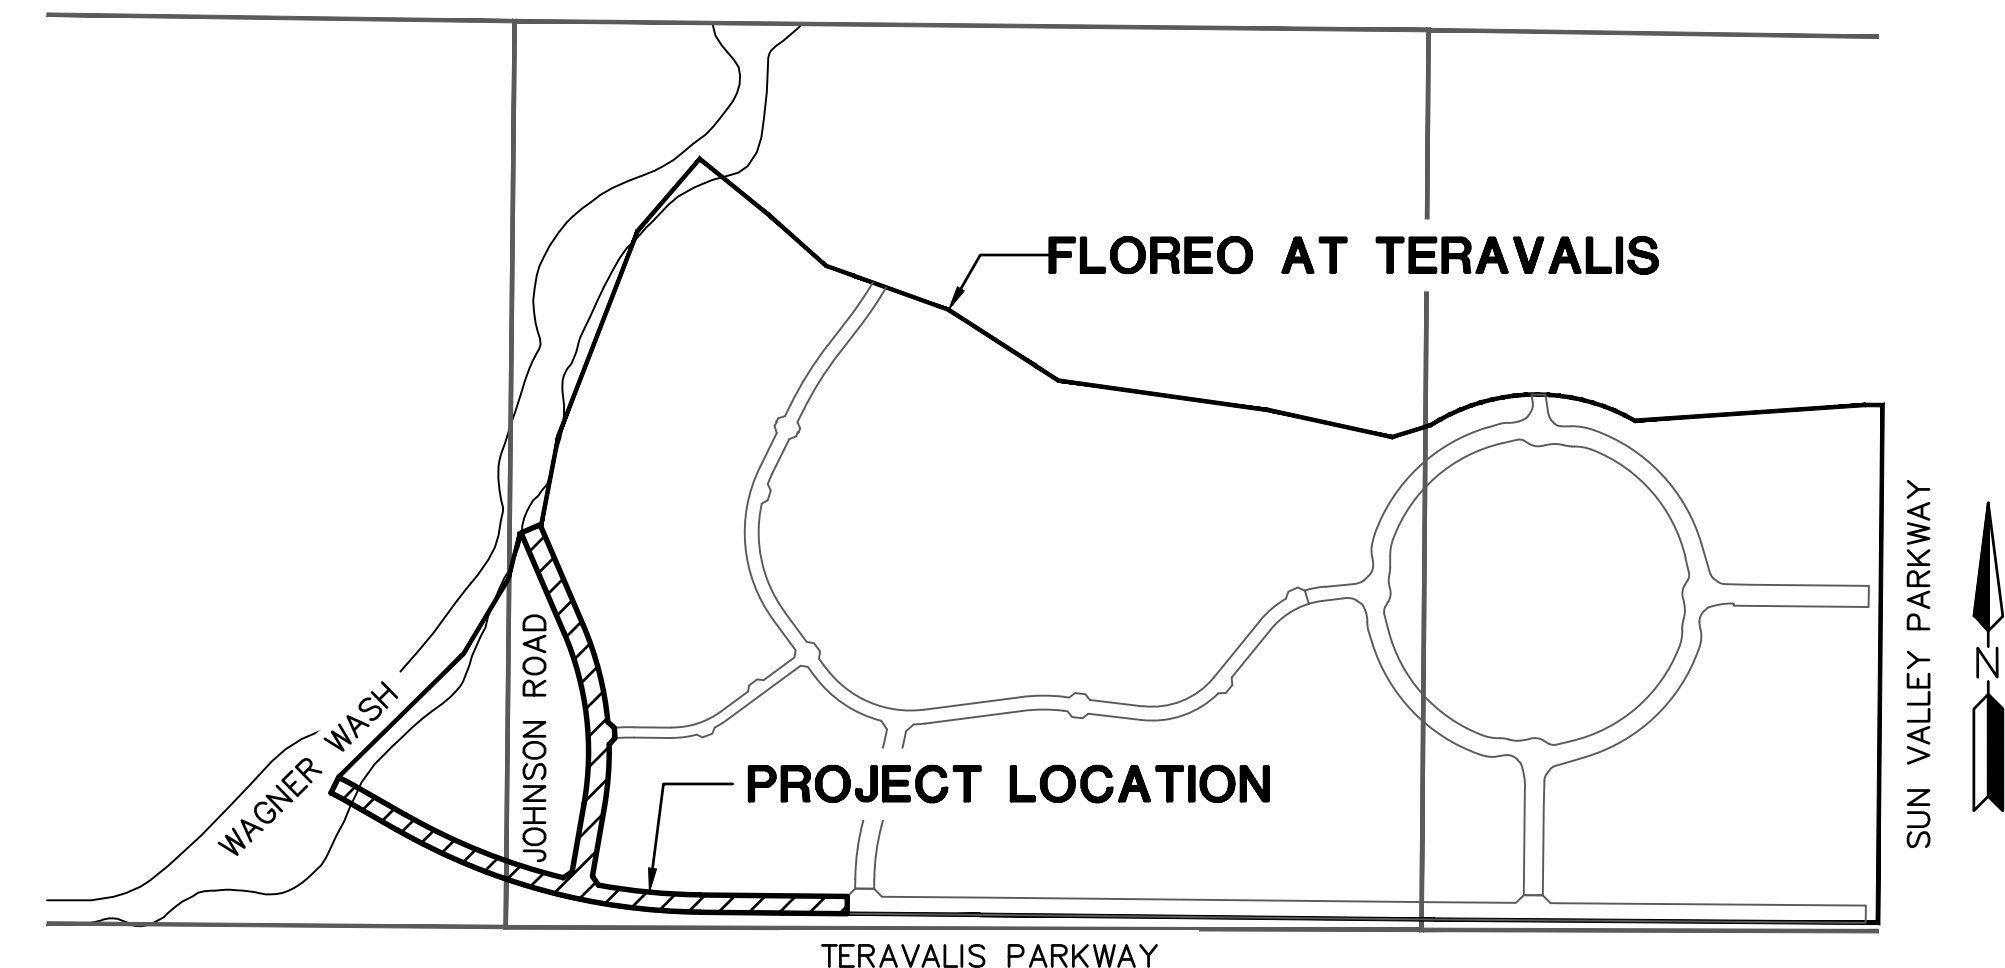 FLOREO AT TERAVALIS
SUN VALLEY PARKWAY
N
JOHNSON ROAD
WAGNER WASH
PROJECT LOCATION
TERAVALIS PARKWAY